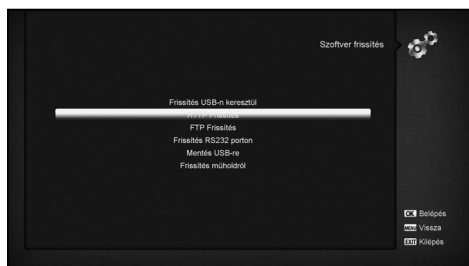 Szoftver frissítés
Frissítés USB-n keresztül
HTTP Frissítés
FTP Frissítés
Frissítés RS232 porton
Mentés USB-re
Frissítés műholdról
OK Belépés
MENU Vissza
EXIT Kilépés